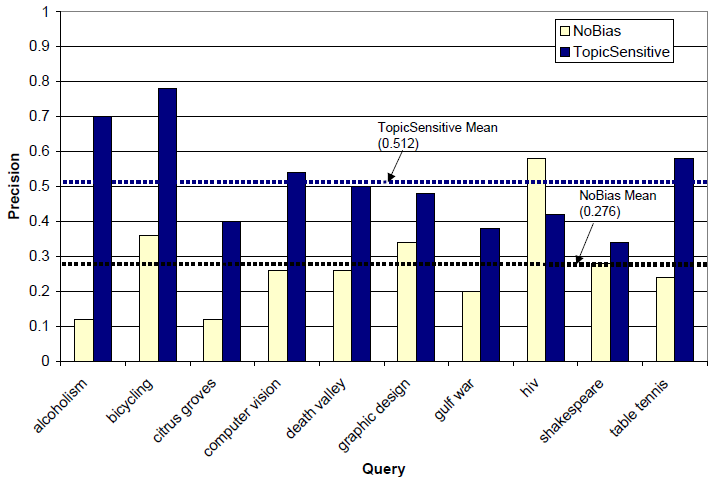 1
0.9
0.8
0.7
0.6
0.5
0.4
0.3
0.2
0.1
0
Precision
NoBias
TopicSensitive
TopicSensitive Mean
(0.512)
NoBias Mean
(0.276)
alcoholism
bicycling
citrus groves
computer vision
death valley
graphic design
gulf war
hiv
shakespeare
table tennis
Query